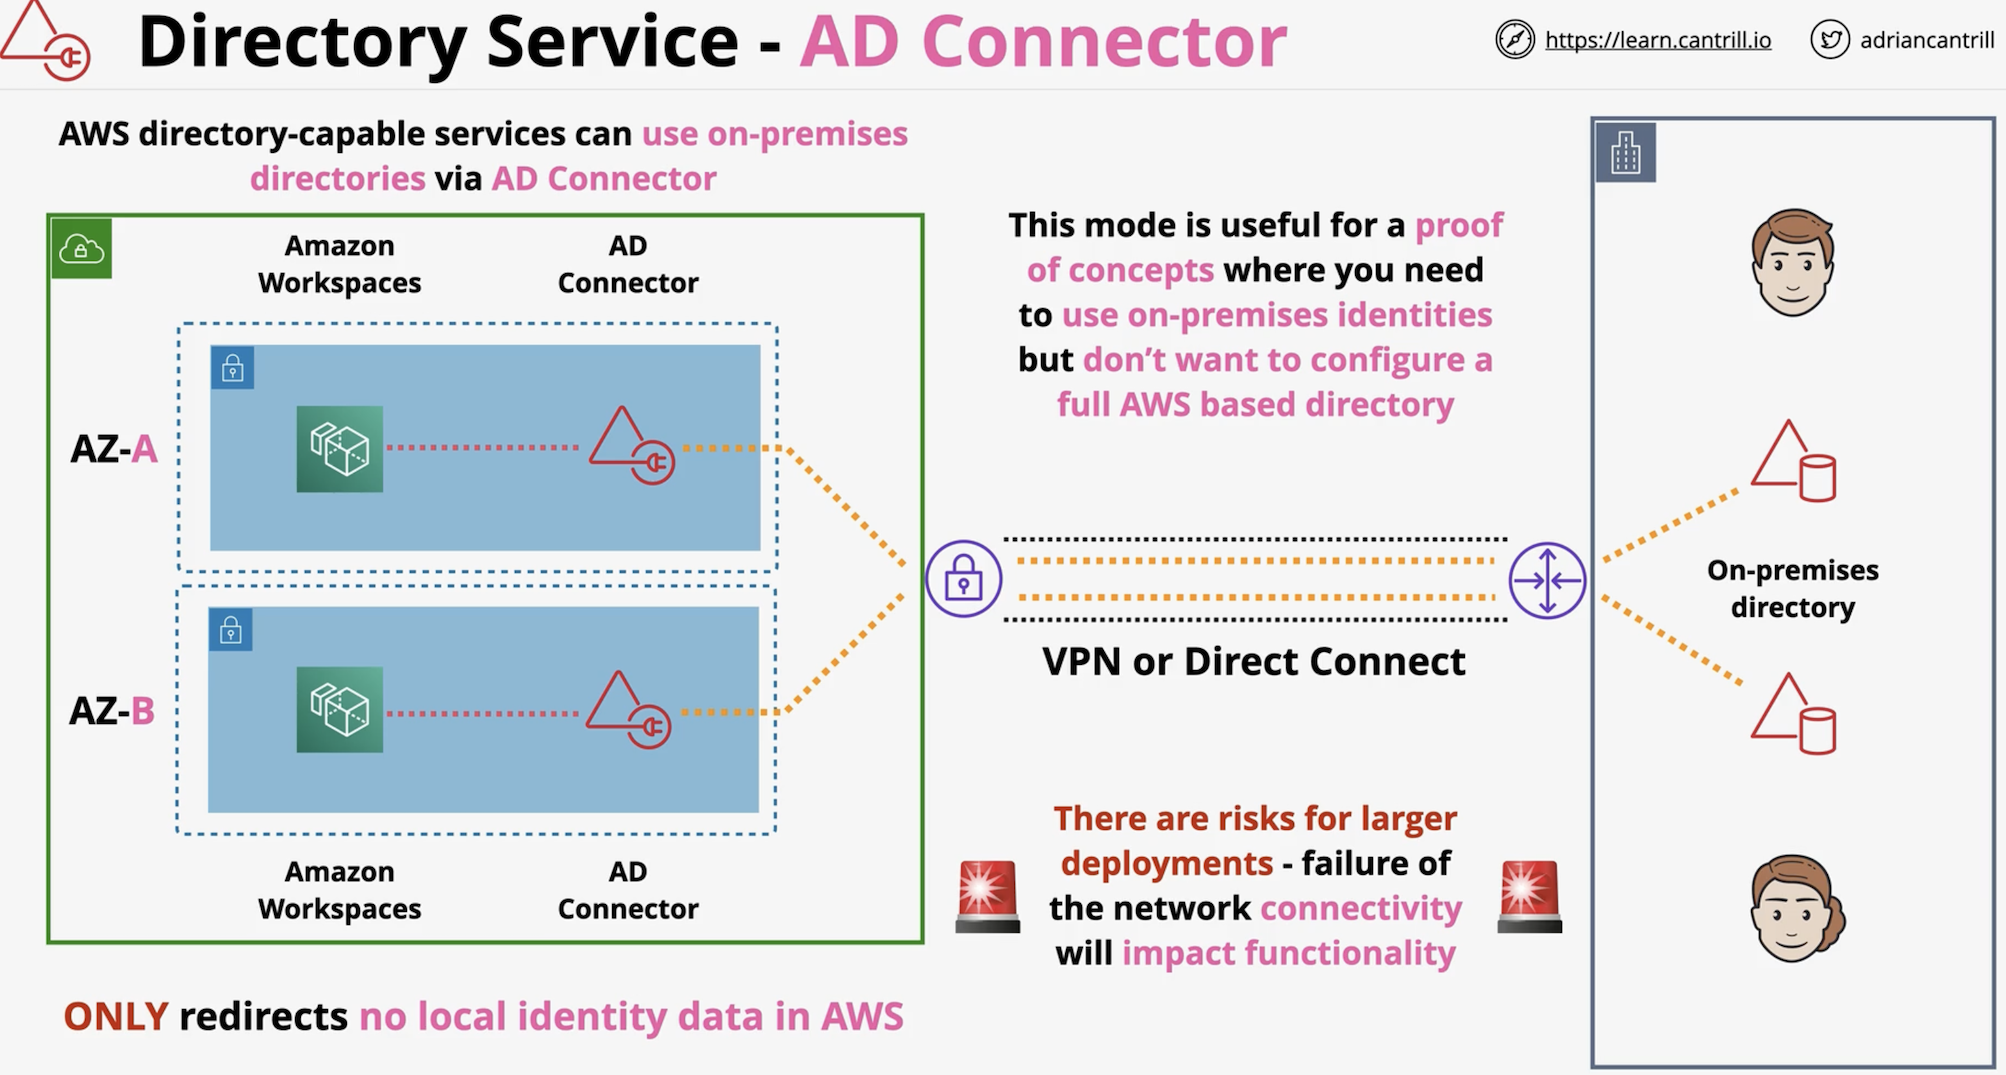 Directory Service - AD Connector
https://learn.cantrill.io
adriancantrill
AWS directory-capable services can use on-premises
directories via AD Connector
Amazon
Workspaces
AD
Connector
AZ-A
AZ-B
Amazon
Workspaces
AD
Connector
ONLY redirects no local identity data in AWS
This mode is useful for a proof
of concepts where you need
to use on-premises identities
but don’t want to configure a
full AWS based directory
VPN or Direct Connect
There are risks for larger
deployments - failure of
the network connectivity
will impact functionality
On-premises
directory